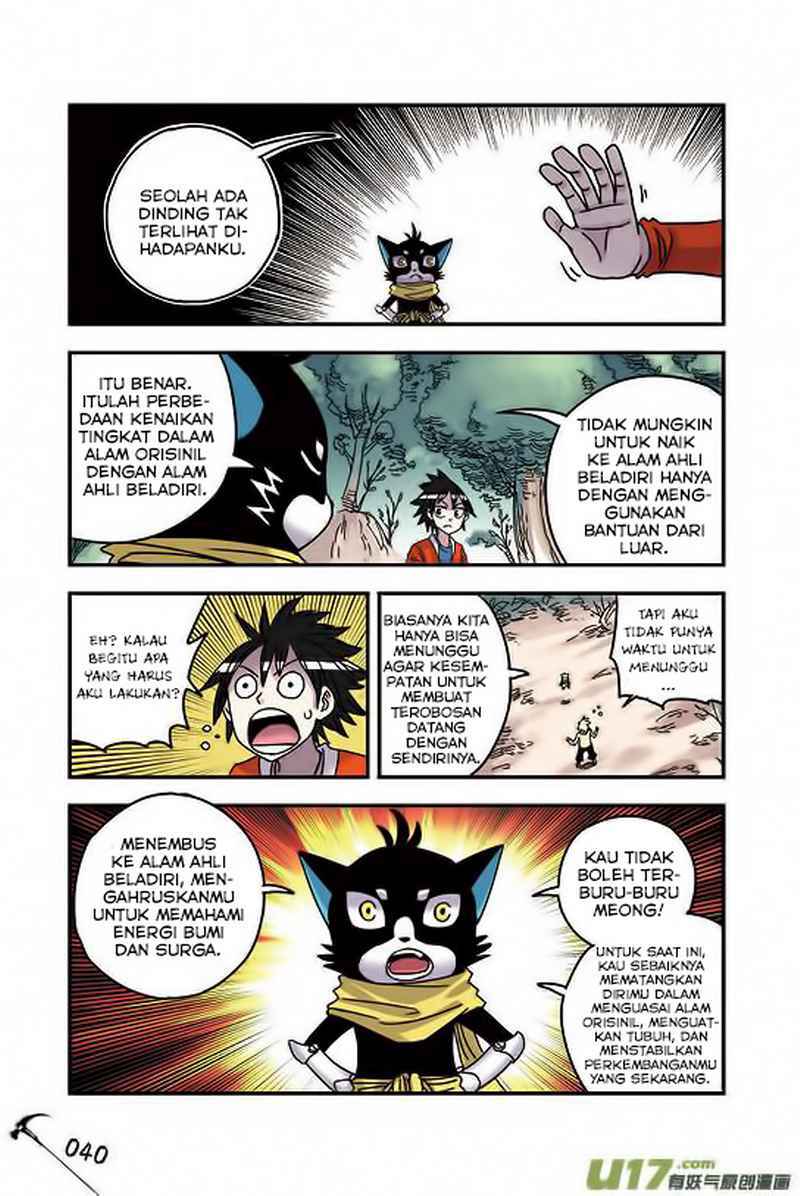 SEOLAH ADA
DINDING TAK
TERLIHAT DI-
HADAPANKU.
ITU BENAR.
ITULAH PERBE-
DAAN KENAIKAN
TINGKAT DALAM
ALAM ORISINIL
DENGAN ALAM
AHLI BELADIRI.
TIDAK MUNGKIN
UNTUK NAIK
KE ALAM AHLI
BELADIRI HANYA
DENGAN MENG-
GUNAKAN
BANTUAN DARI
LUAR.
EH? KALAU
BEGITU APA
YANG HARUS
AKU LAKUKAN?
BIASANYA KITA
HANYA BISA
MENUNGGU
AGAR KESEM-
PATAN UNTUK
MEMBUAT
TEROBOSAN
DATANG
DENGAN
SENDIRINYA.
TAPI AKU
TIDAK PUNYA
WAKTU UNTUK
MENUNGGU
...
MENEMBUS
KE ALAM AHLI
BELADIRI, MEN-
GAHRUSKANMU
UNTUK MEMAHAMI
ENERGI BUMI
DAN SURGA.
KAU TIDAK
BOLEH TER-
BURU-BURU
MEONG!
UNTUK SAAT INI,
KAU SEBAIKNYA
MEMATANGKAN
DIRIMU DALAM
MENGUASAI ALAM
ORISINIL, MENGUAT-
KAN TUBUH, DAN
MENSTABILKAN
PERKEMBANGANMU
YANG SEKARANG.
040
U17.com
有妖气原创漫画